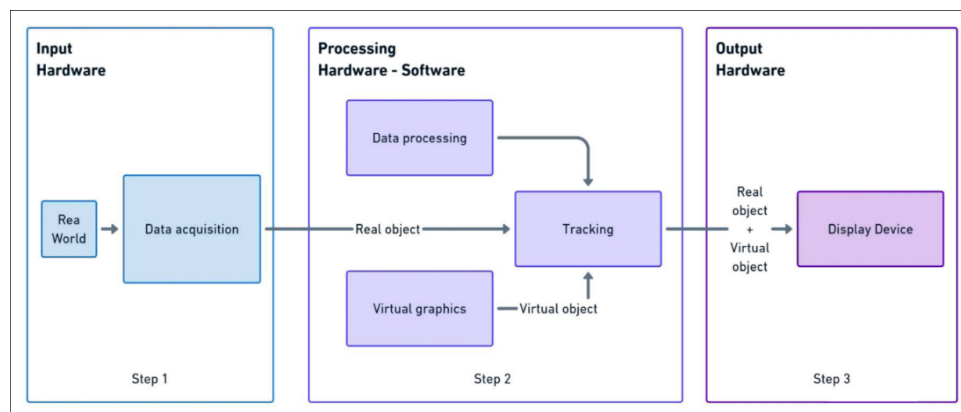 Input
Hardware
Rea
World
Data acquisition
Step 1
Processing
Hardware - Software
Data processing
Real object
Tracking
Virtual graphics
Virtual object
Step 2
Output
Hardware
Real
object
+
Virtual
object
Display Device
Step 3